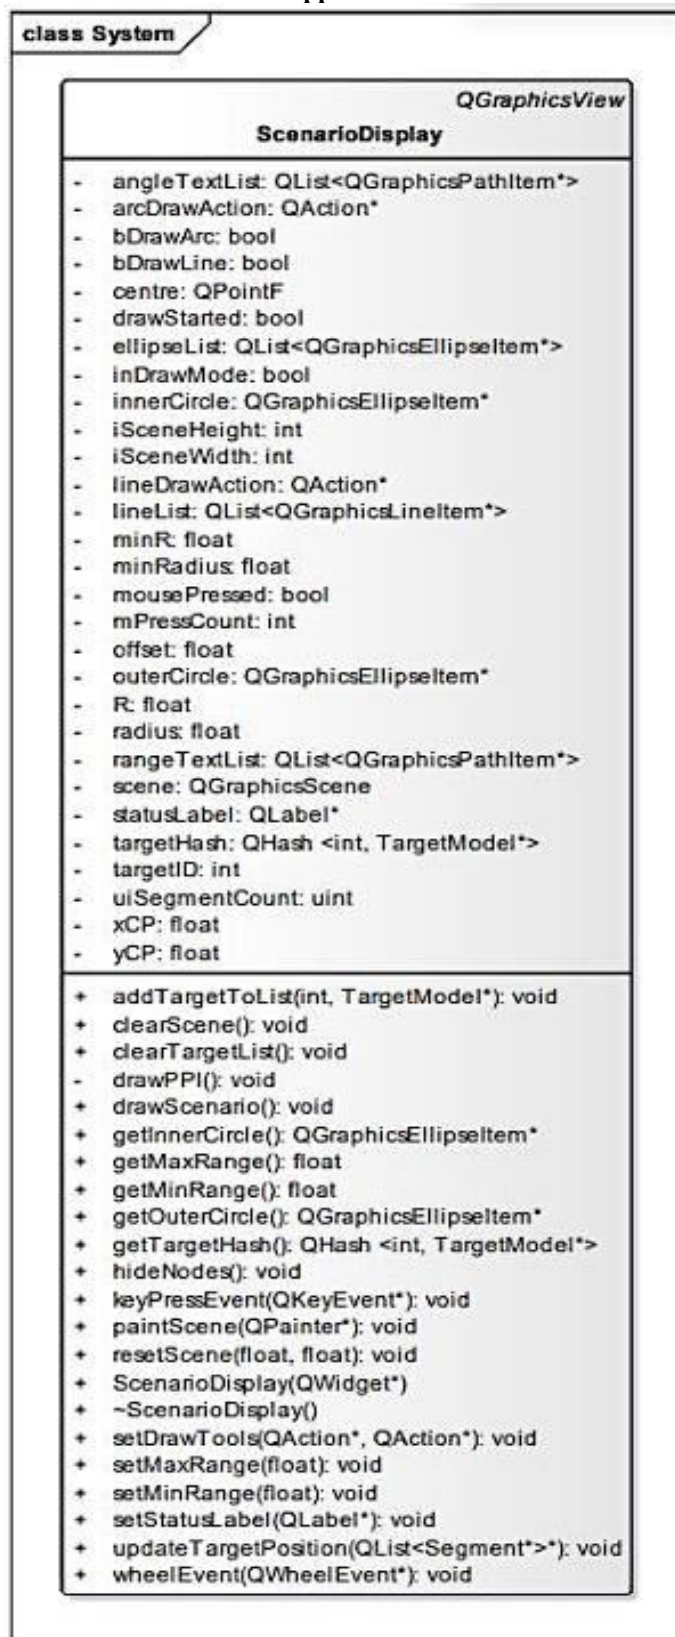 class System
QGraphicsView
ScenarioDisplay
- angleTextList: QList<QGraphicsPathItem*>
- arcDrawAction: QAction*
- bDrawArc: bool
- bDrawLine: bool
- centre: QPointF
- drawStarted: bool
- ellipseList: QList<QGraphicsEllipseItem*>
- inDrawMode: bool
- innerCircle: QGraphicsEllipseItem*
- iSceneHeight: int
- iSceneWidth: int
- lineDrawAction: QAction*
- lineList: QList<QGraphicsLineItem*>
- minR: float
- minRadius: float
- mousePressed: bool
- mPressCount: int
- offset: float
- outerCircle: QGraphicsEllipseItem*
- R: float
- radius: float
- rangeTextList: QList<QGraphicsPathItem*>
- scene: QGraphicsScene
- statusLabel: QLabel*
- targetHash: QHash <int, TargetModel*>
- targetID: int
- uiSegmentCount: uint
- xCP: float
- yCP: float
+ addTargetToList(int, TargetModel*): void
+ clearScene(): void
+ clearTargetList(): void
- drawPPI(): void
+ drawScenario(): void
+ getInnerCircle(): QGraphicsEllipseItem*
+ getMaxRange(): float
+ getMinRange(): float
+ getOuterCircle(): QGraphicsEllipseItem*
+ getTargetHash(): QHash <int, TargetModel*>
+ hideNodes(): void
+ keyPressEvent(QKeyEvent*): void
+ paintScene(QPainter*): void
+ resetScene(float, float): void
+ ScenarioDisplay(QWidget*)
+ ~ScenarioDisplay()
+ setDrawTools(QAction*, QAction*): void
+ setMaxRange(float): void
+ setMinRange(float): void
+ setStatusLabel(QLabel*): void
+ updateTargetPosition(QList<Segment*>*): void
+ wheelEvent(QWheelEvent*): void